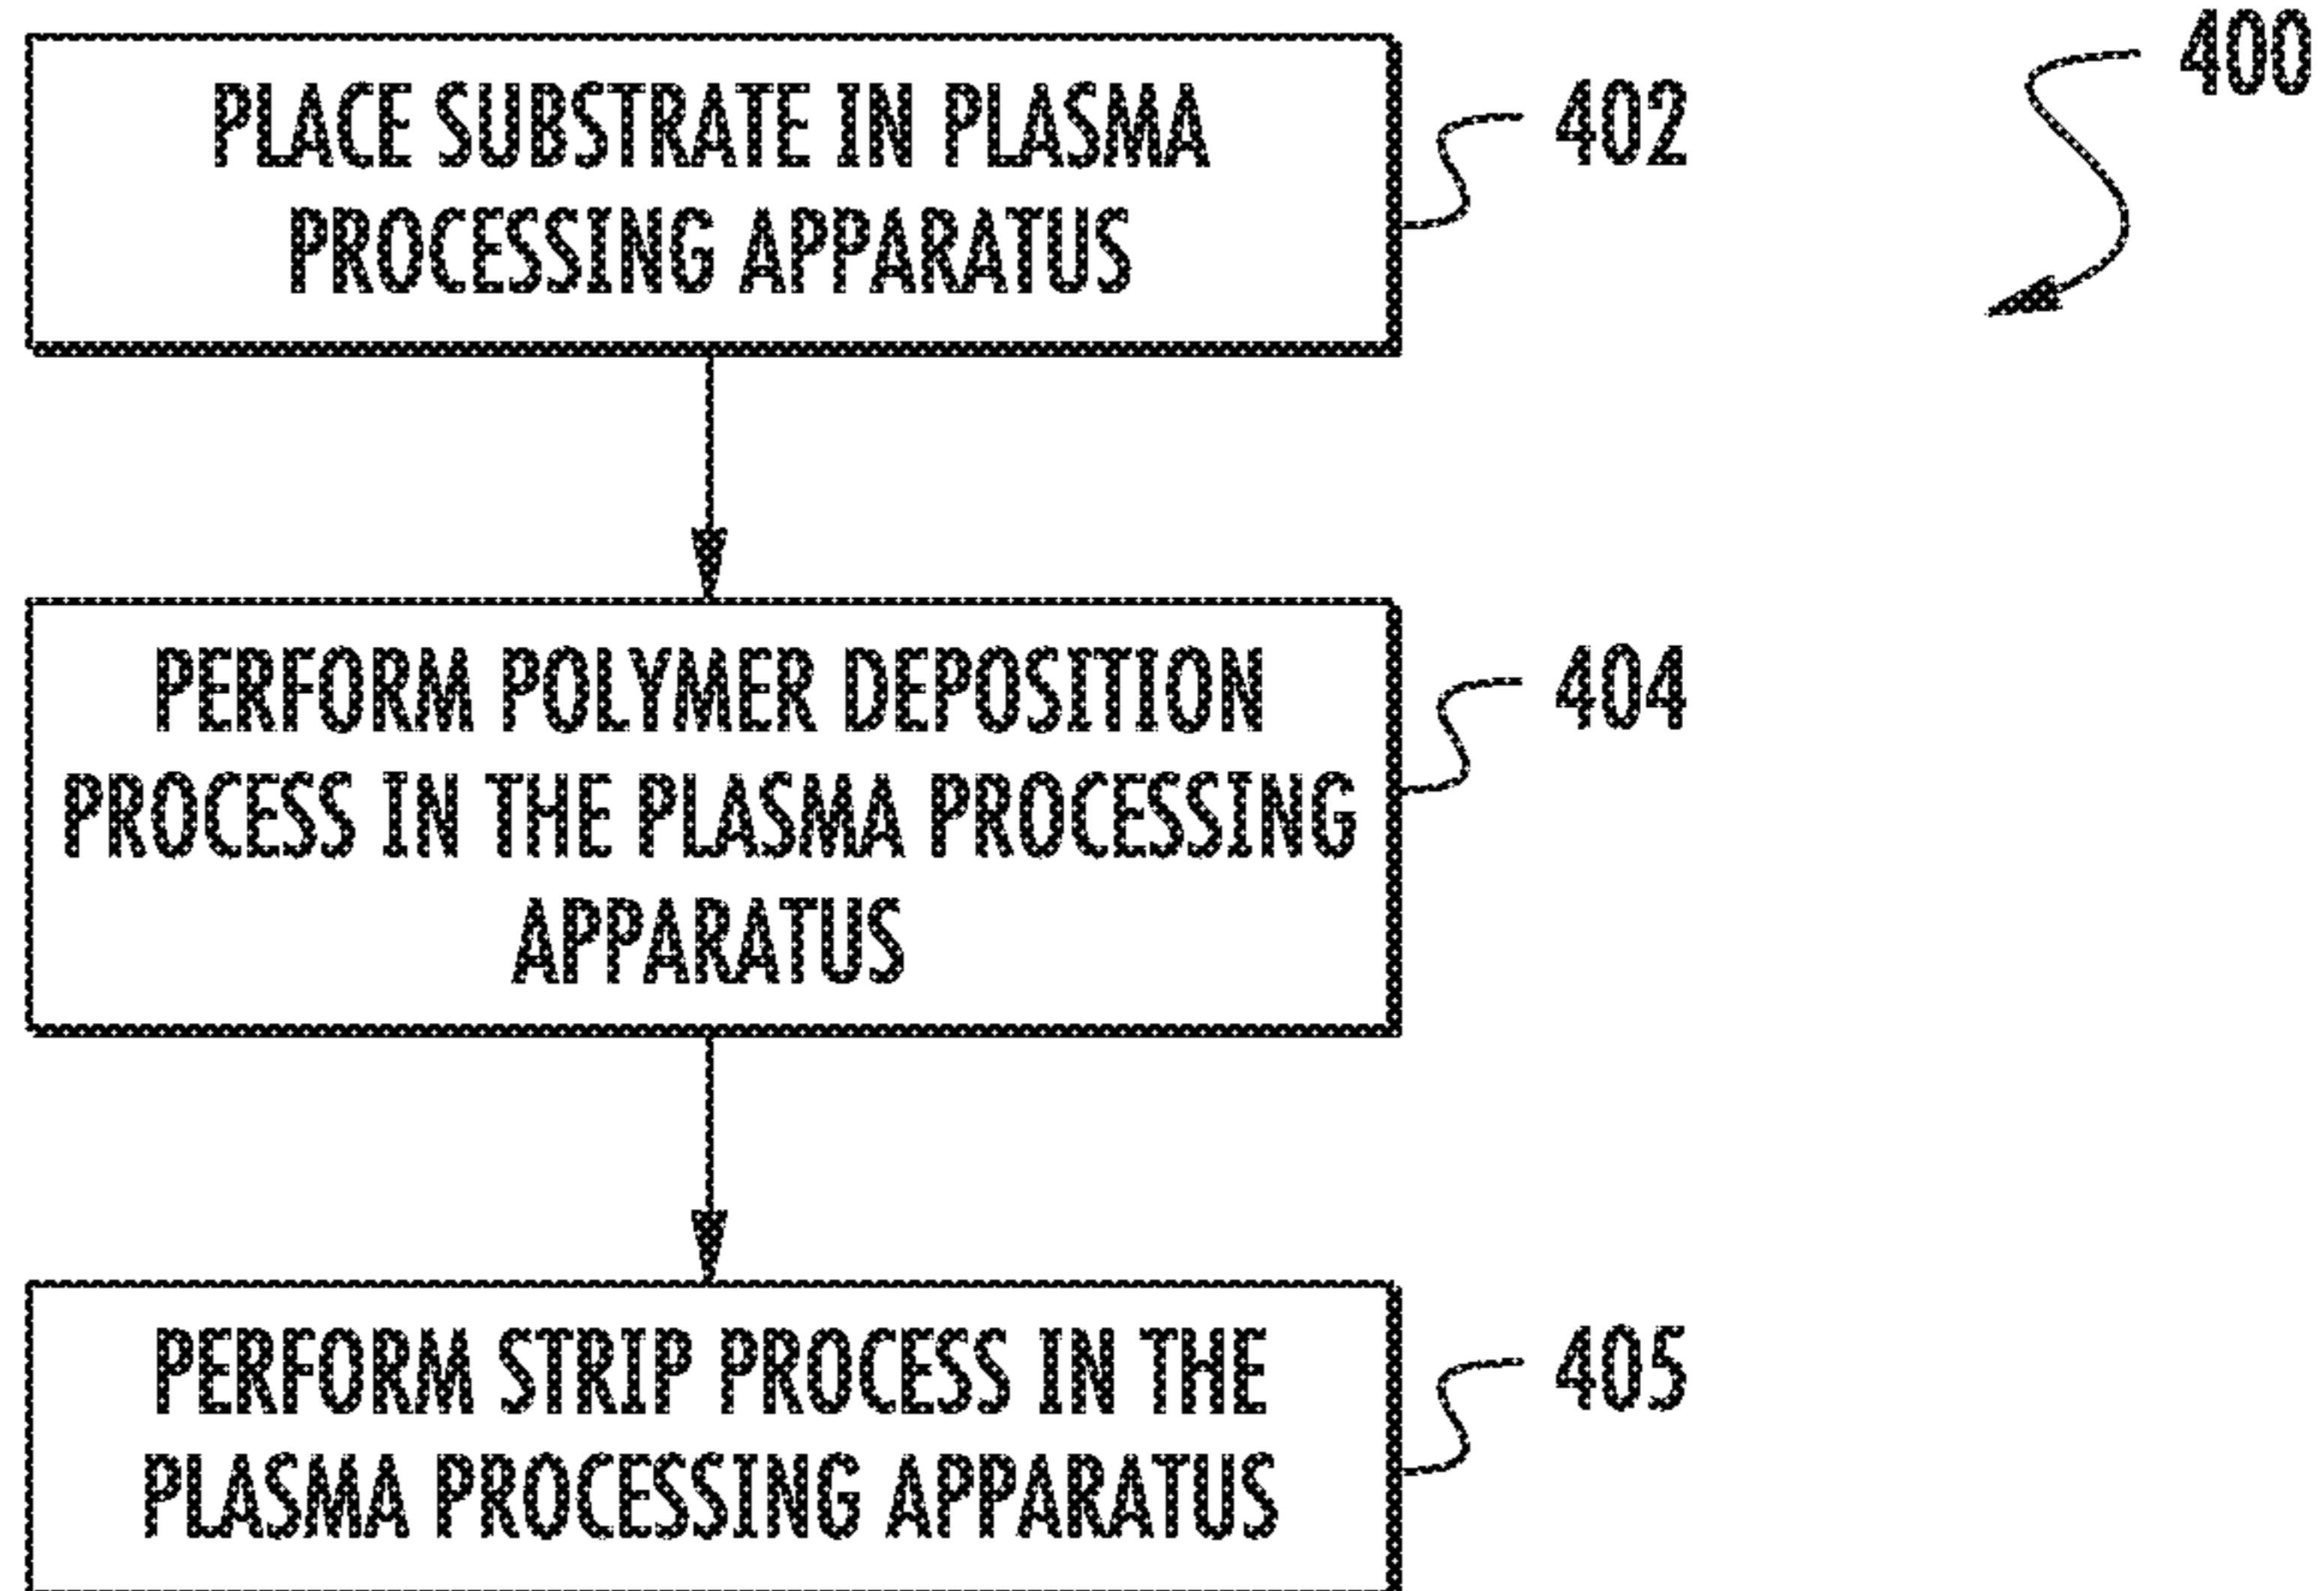 400
PLACE SUBSTRATE IN PLASMA
PROCESSING APPARATUS
402
PERFORM POLYMER DEPOSITION
PROCESS IN THE PLASMA PROCESSING
APPARATUS
404
PERFORM STRIP PROCESS IN THE
PLASMA PROCESSING APPARATUS
405